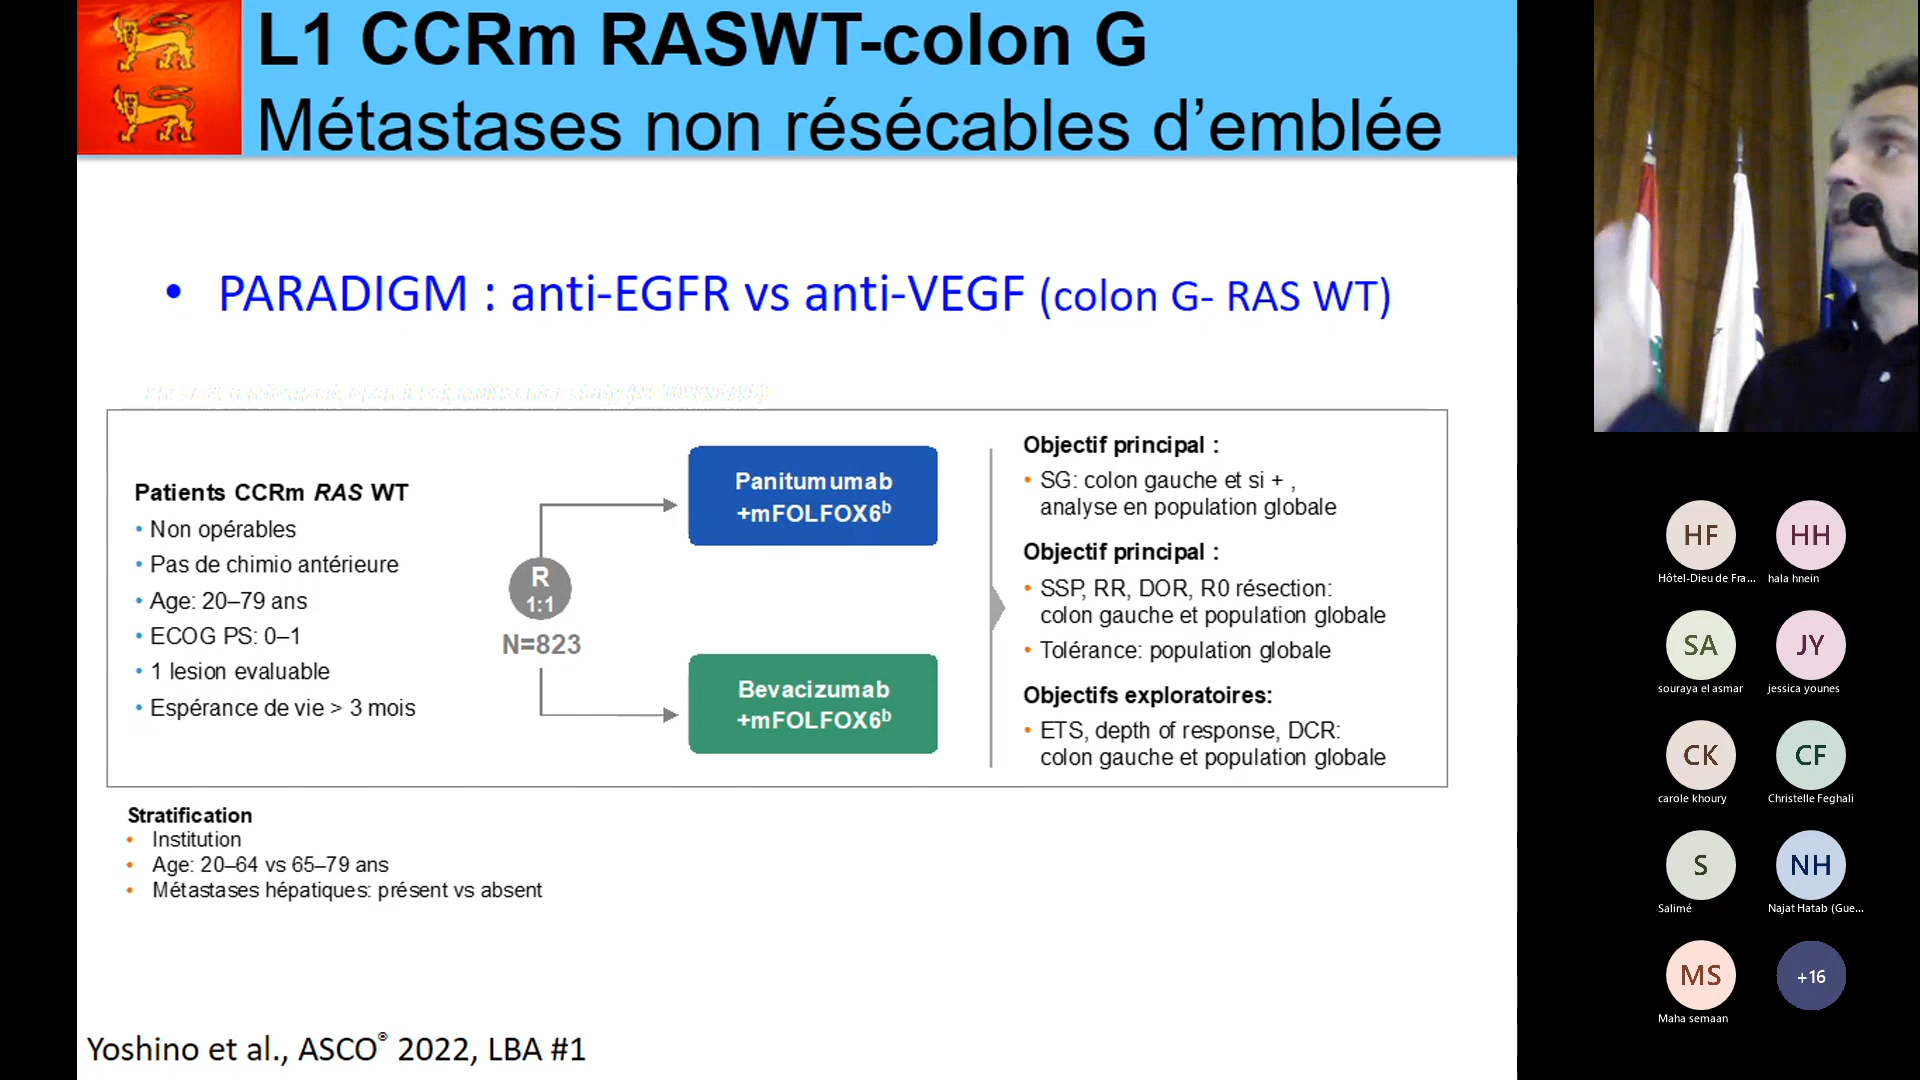 L1 CCRm RASWT-colon G
Métastases non résécables d’emblée
• PARADIGM : anti-EGFR vs anti-VEGF (colon G- RAS WT)
Patients CCRm RAS WT
• Non opérables
• Pas de chimio antérieure
• Age: 20–79 ans
• ECOG PS: 0–1
• 1 lesion evaluable
• Espérance de vie > 3 mois
R
1:1
N=823
Panitumumab
+mFOLFOX6b
Bevacizumab
+mFOLFOX6b
Objectif principal :
• SG: colon gauche et si + ,
analyse en population globale
Objectif principal :
• SSP, RR, DOR, R0 résection:
colon gauche et population globale
• Tolérance: population globale
Objectifs exploratoires:
• ETS, depth of response, DCR:
colon gauche et population globale
Stratification
• Institution
• Age: 20–64 vs 65–79 ans
• Métastases hépatiques: présent vs absent
Yoshino et al., ASCO® 2022, LBA #1
HF
Hôtel-Dieu de Fra...
HH
hala hnein
SA
souraya el asmar
JY
jessica younes
CK
carole khoury
CF
Christelle Feghali
S
Salimé
NH
Najat Hatab (Gue...
MS
Maha semaan
+16